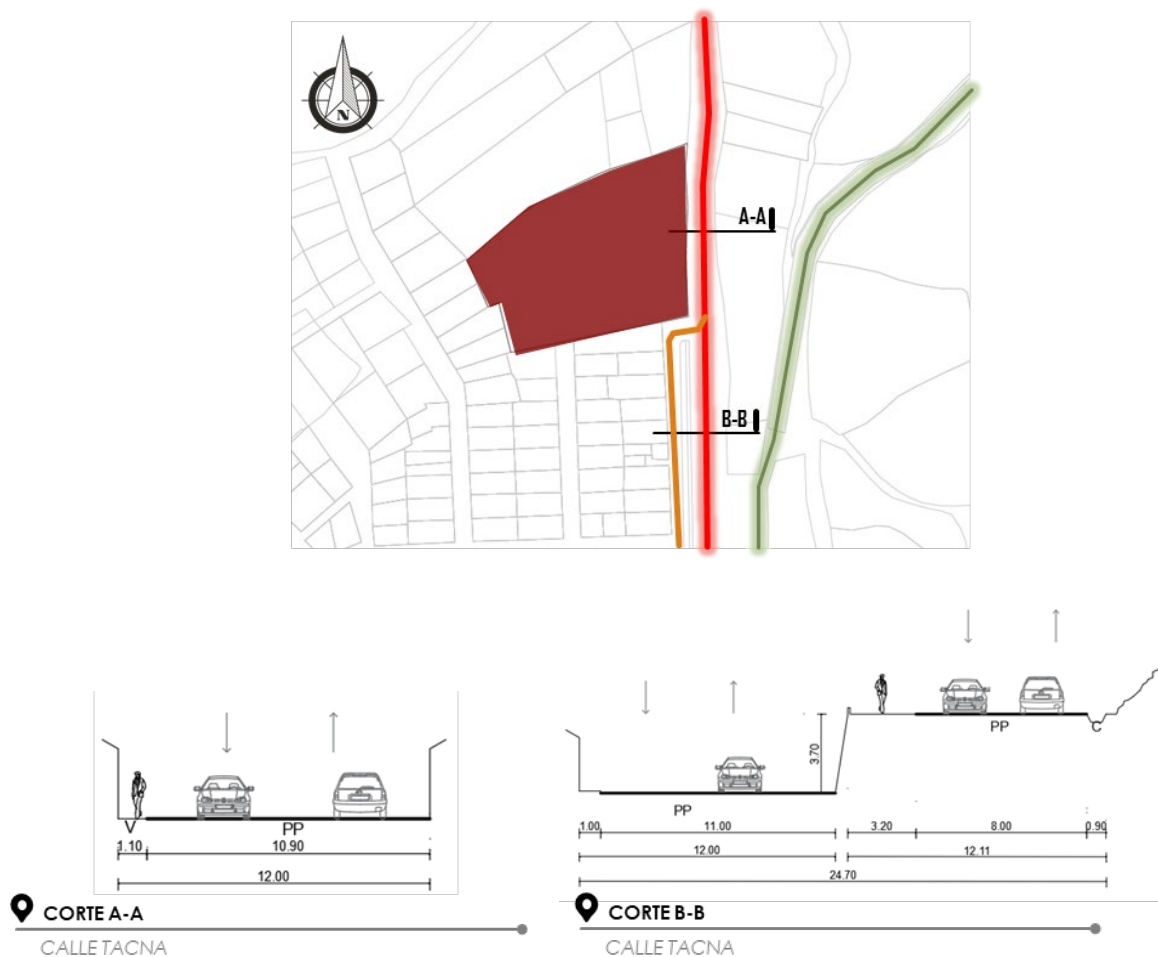 N
A-A
B-B
3.70
PP
C
PP
V
PP
1.10
10.90
12.00
1.00
11.00
3.20
8.00
0.90
12.00
12.11
24.70
CORTE A-A
CALLE TACNA
CORTE B-B
CALLE TACNA